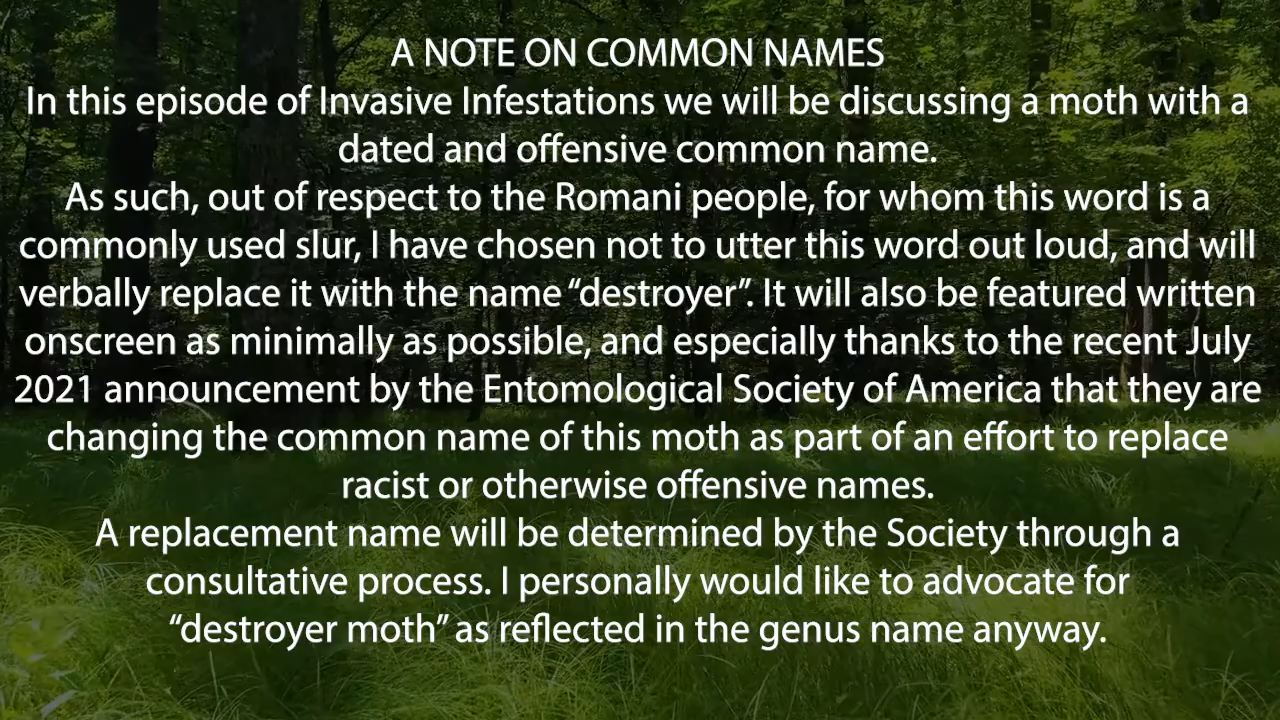 A NOTE ON COMMON NAMES
In this episode of Invasive Infestations we will be discussing a moth with a
dated and offensive common name.
As such, out of respect to the Romani people, for whom this word is a
commonly used slur, I have chosen not to utter this word out loud, and will
verbally replace it with the name “destroyer”. It will also be featured written
onscreen as minimally as possible, and especially thanks to the recent July
2021 announcement by the Entomological Society of America that they are
changing the common name of this moth as part of an effort to replace
racist or otherwise offensive names.
A replacement name will be determined by the Society through a
consultative process. I personally would like to advocate for
“destroyer moth” as reflected in the genus name anyway.